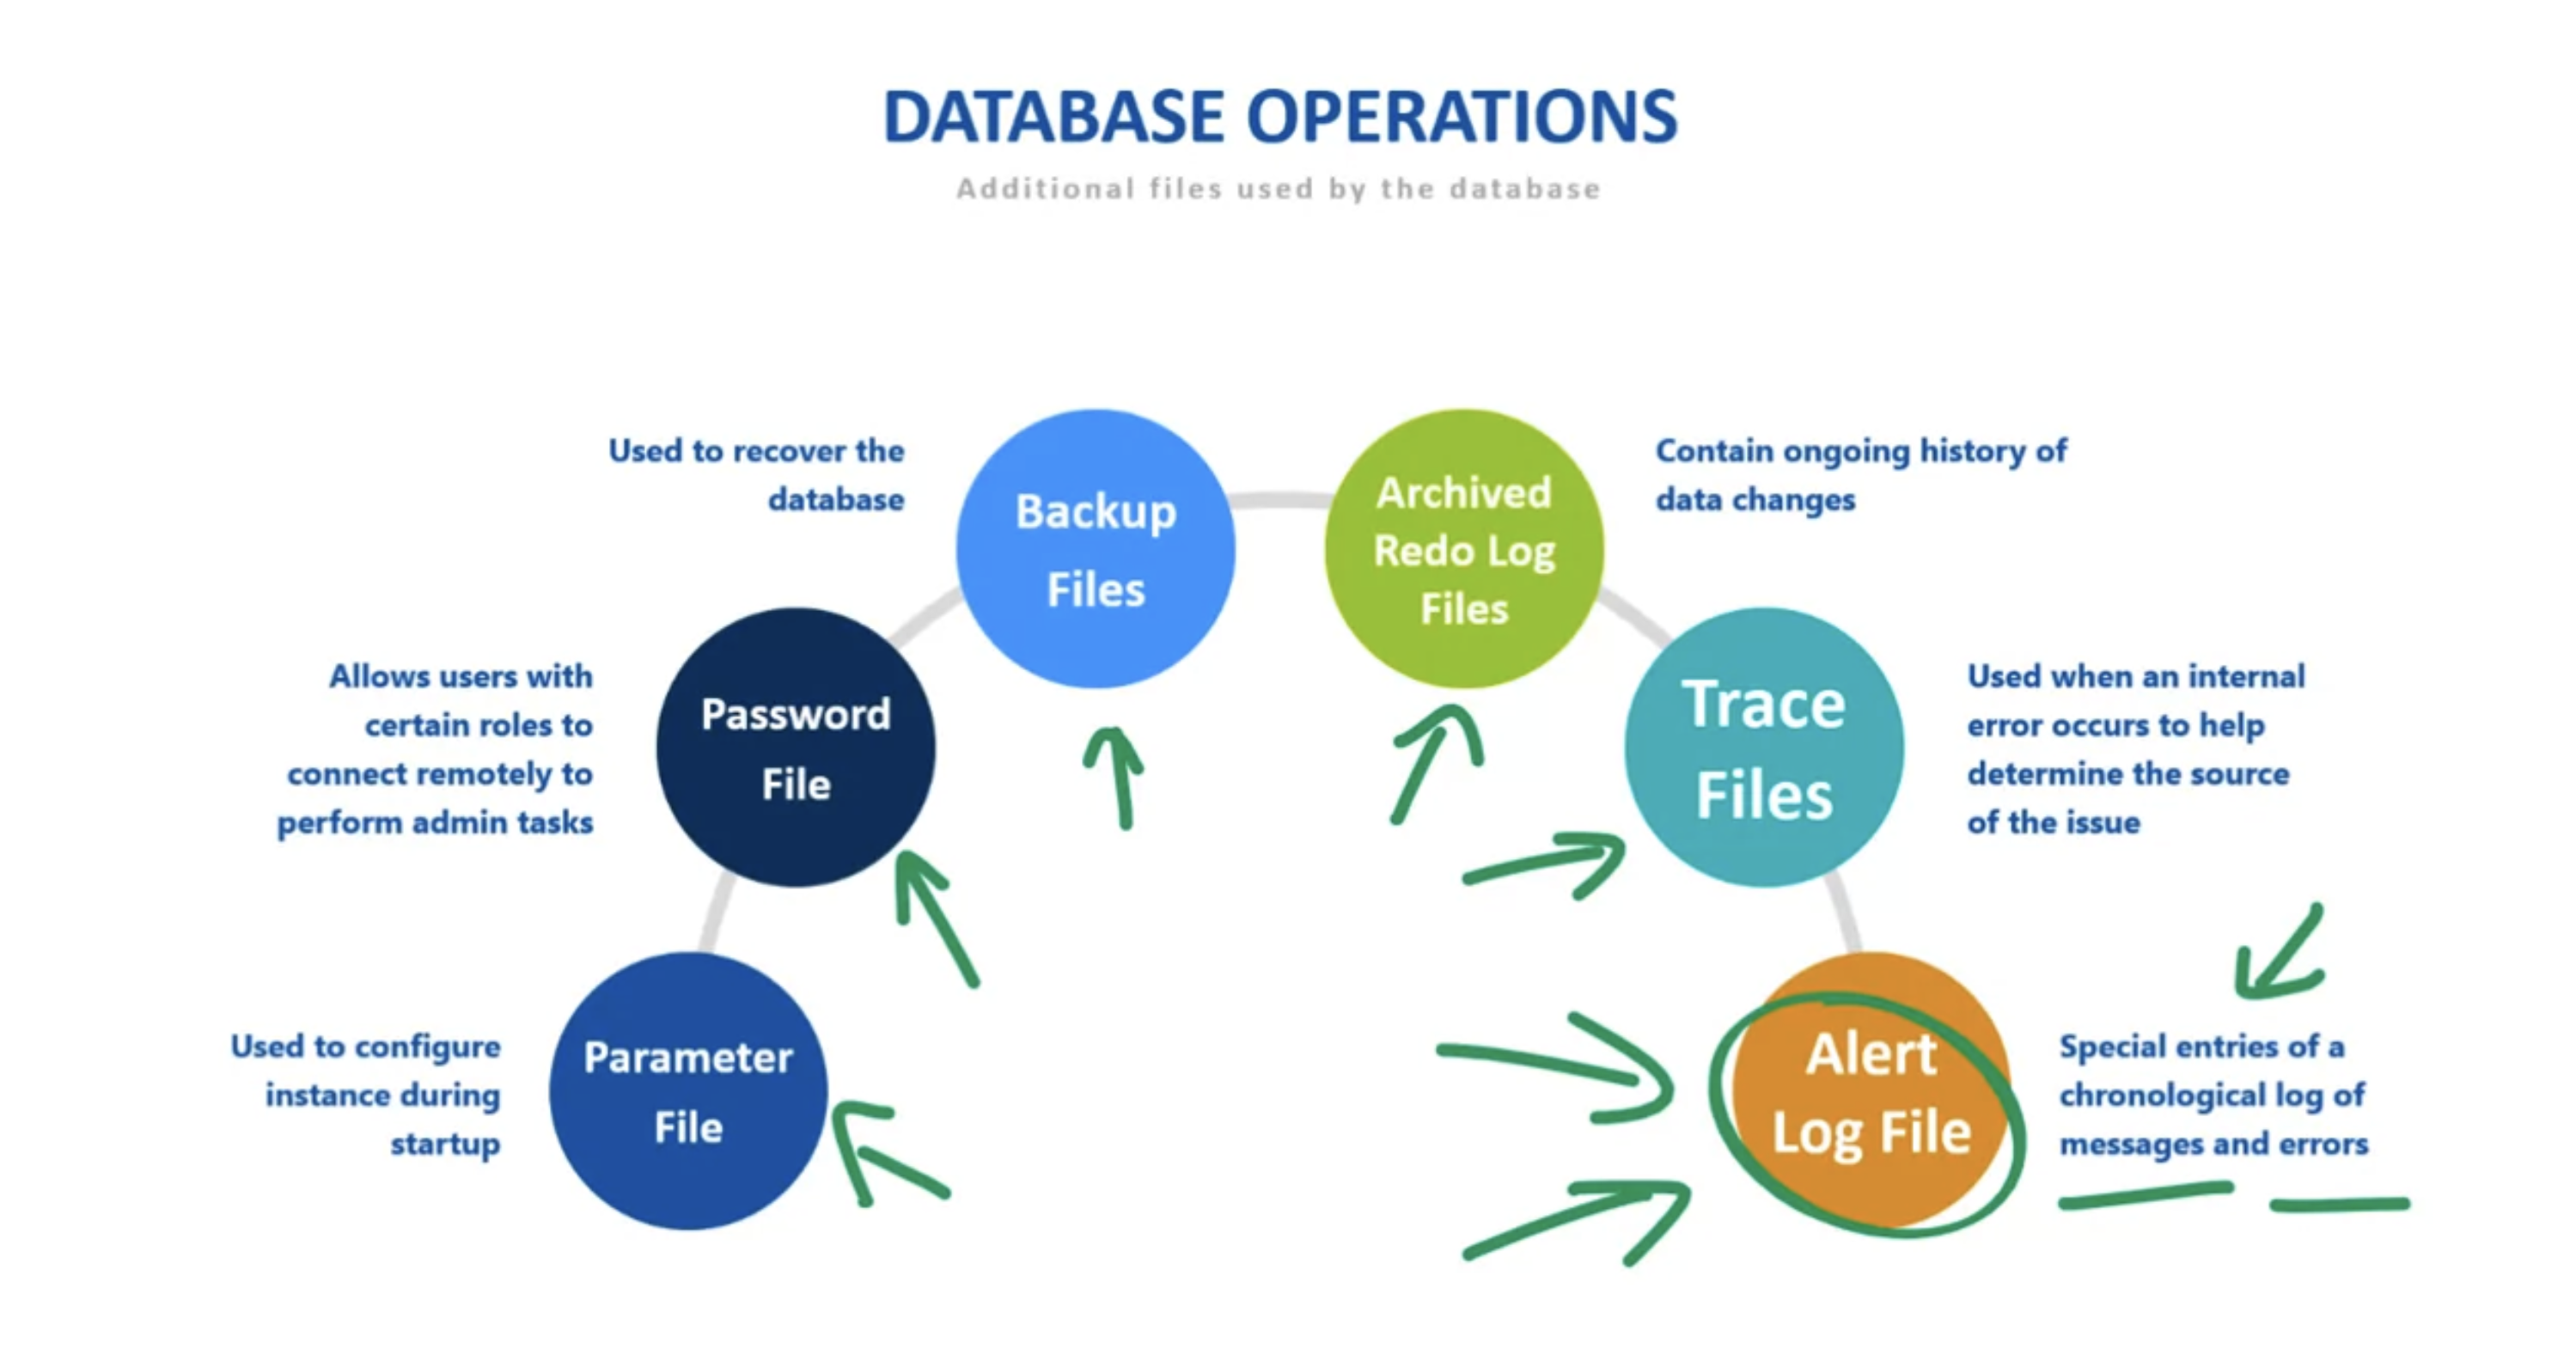 DATABASE OPERATIONS
Additional files used by the database
Used to recover the
database
Backup
Files
Archived
Redo Log
Files
Contain ongoing history of
data changes
Allows users with
certain roles to
connect remotely to
perform admin tasks
Password
File
Trace
Files
Used when an internal
error occurs to help
determine the source
of the issue
Used to configure
instance during
startup
Parameter
File
Alert
Log File
Special entries of a
chronological log of
messages and errors